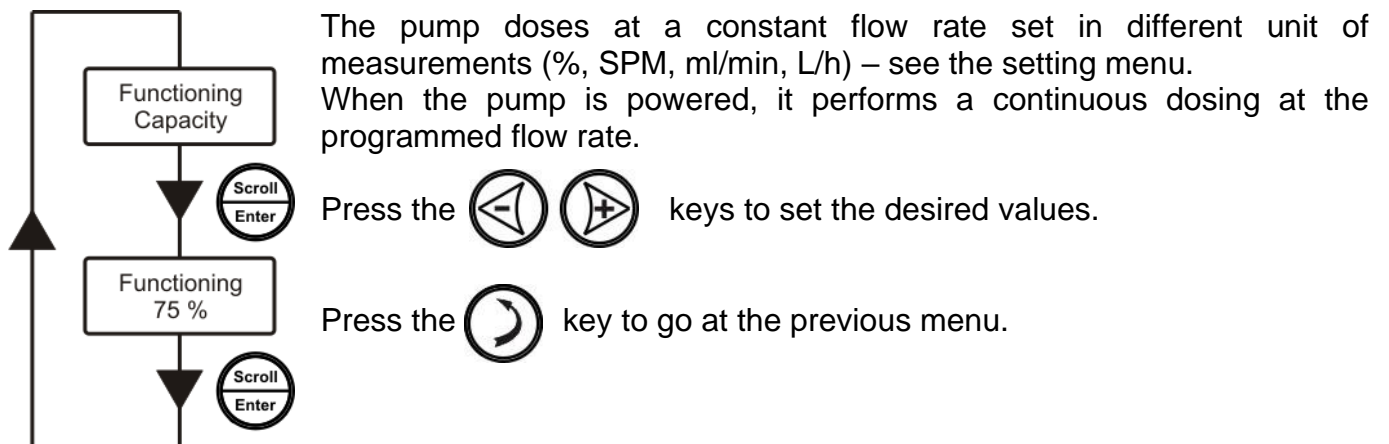 The pump doses at a constant flow rate set in different unit of
measurements (%, SPM, ml/min, L/h) – see the setting menu.
When the pump is powered, it performs a continuous dosing at the
programmed flow rate.
Functioning
Capacity
Scroll
Enter
Press the - + keys to set the desired values.
Functioning
75 %
Press the key to go at the previous menu.
Scroll
Enter